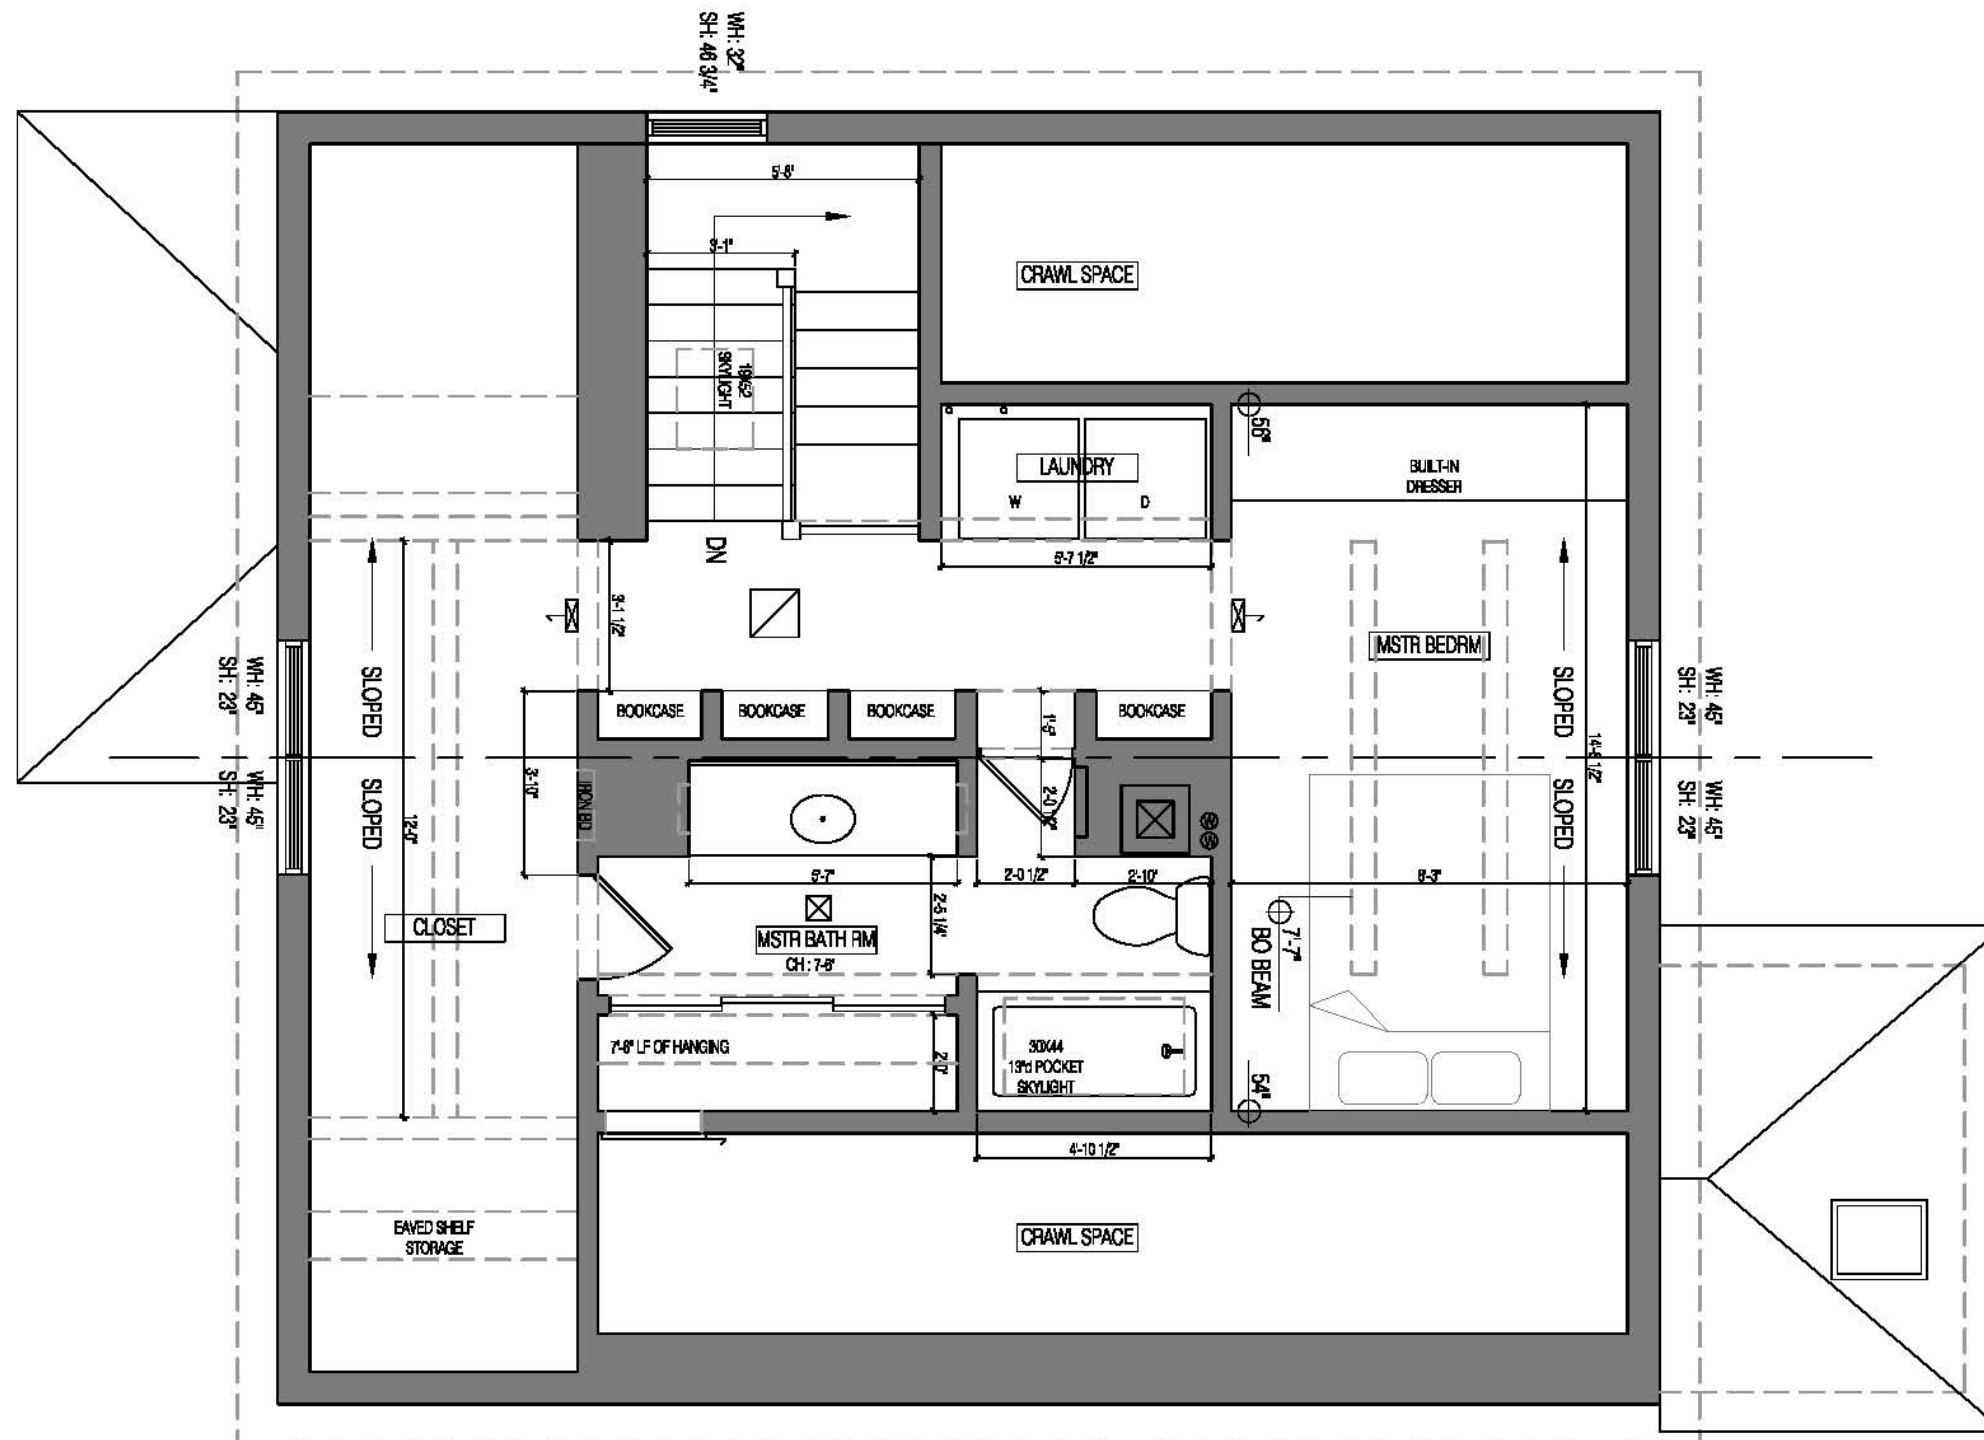 WH: 32"
SH: 46 3/4"
5'-8"
3'-1"
CRAWL SPACE
19X52
SKYLIGHT
LAUNDRY
W
D
56"
BUILT-IN
DRESSER
DN
5'-7 1/2"
3'-1 1/2"
MSTR BEDRM
WH: 45"
SH: 23"
SLOPED
SLOPED
WH: 45"
SH: 23"
BOOKCASE
BOOKCASE
BOOKCASE
BOOKCASE
1'-5"
14'-8 1/2"
WH: 45"
SH: 23"
SLOPED
12'-0"
3'-10"
IRON BD
SLOPED
WH: 45"
SH: 23"
5'-7"
2'-0 1/2"
2'-10"
8'-3"
CLOSET
MSTR BATH RM
CH : 7'-6"
2'-5 1/4"
7'-7"
BO BEAM
7'-8" LF OF HANGING
2'-0"
30X44
13"d POCKET
SKYLIGHT
54"
4'-10 1/2"
EAVED SHELF
STORAGE
CRAWL SPACE